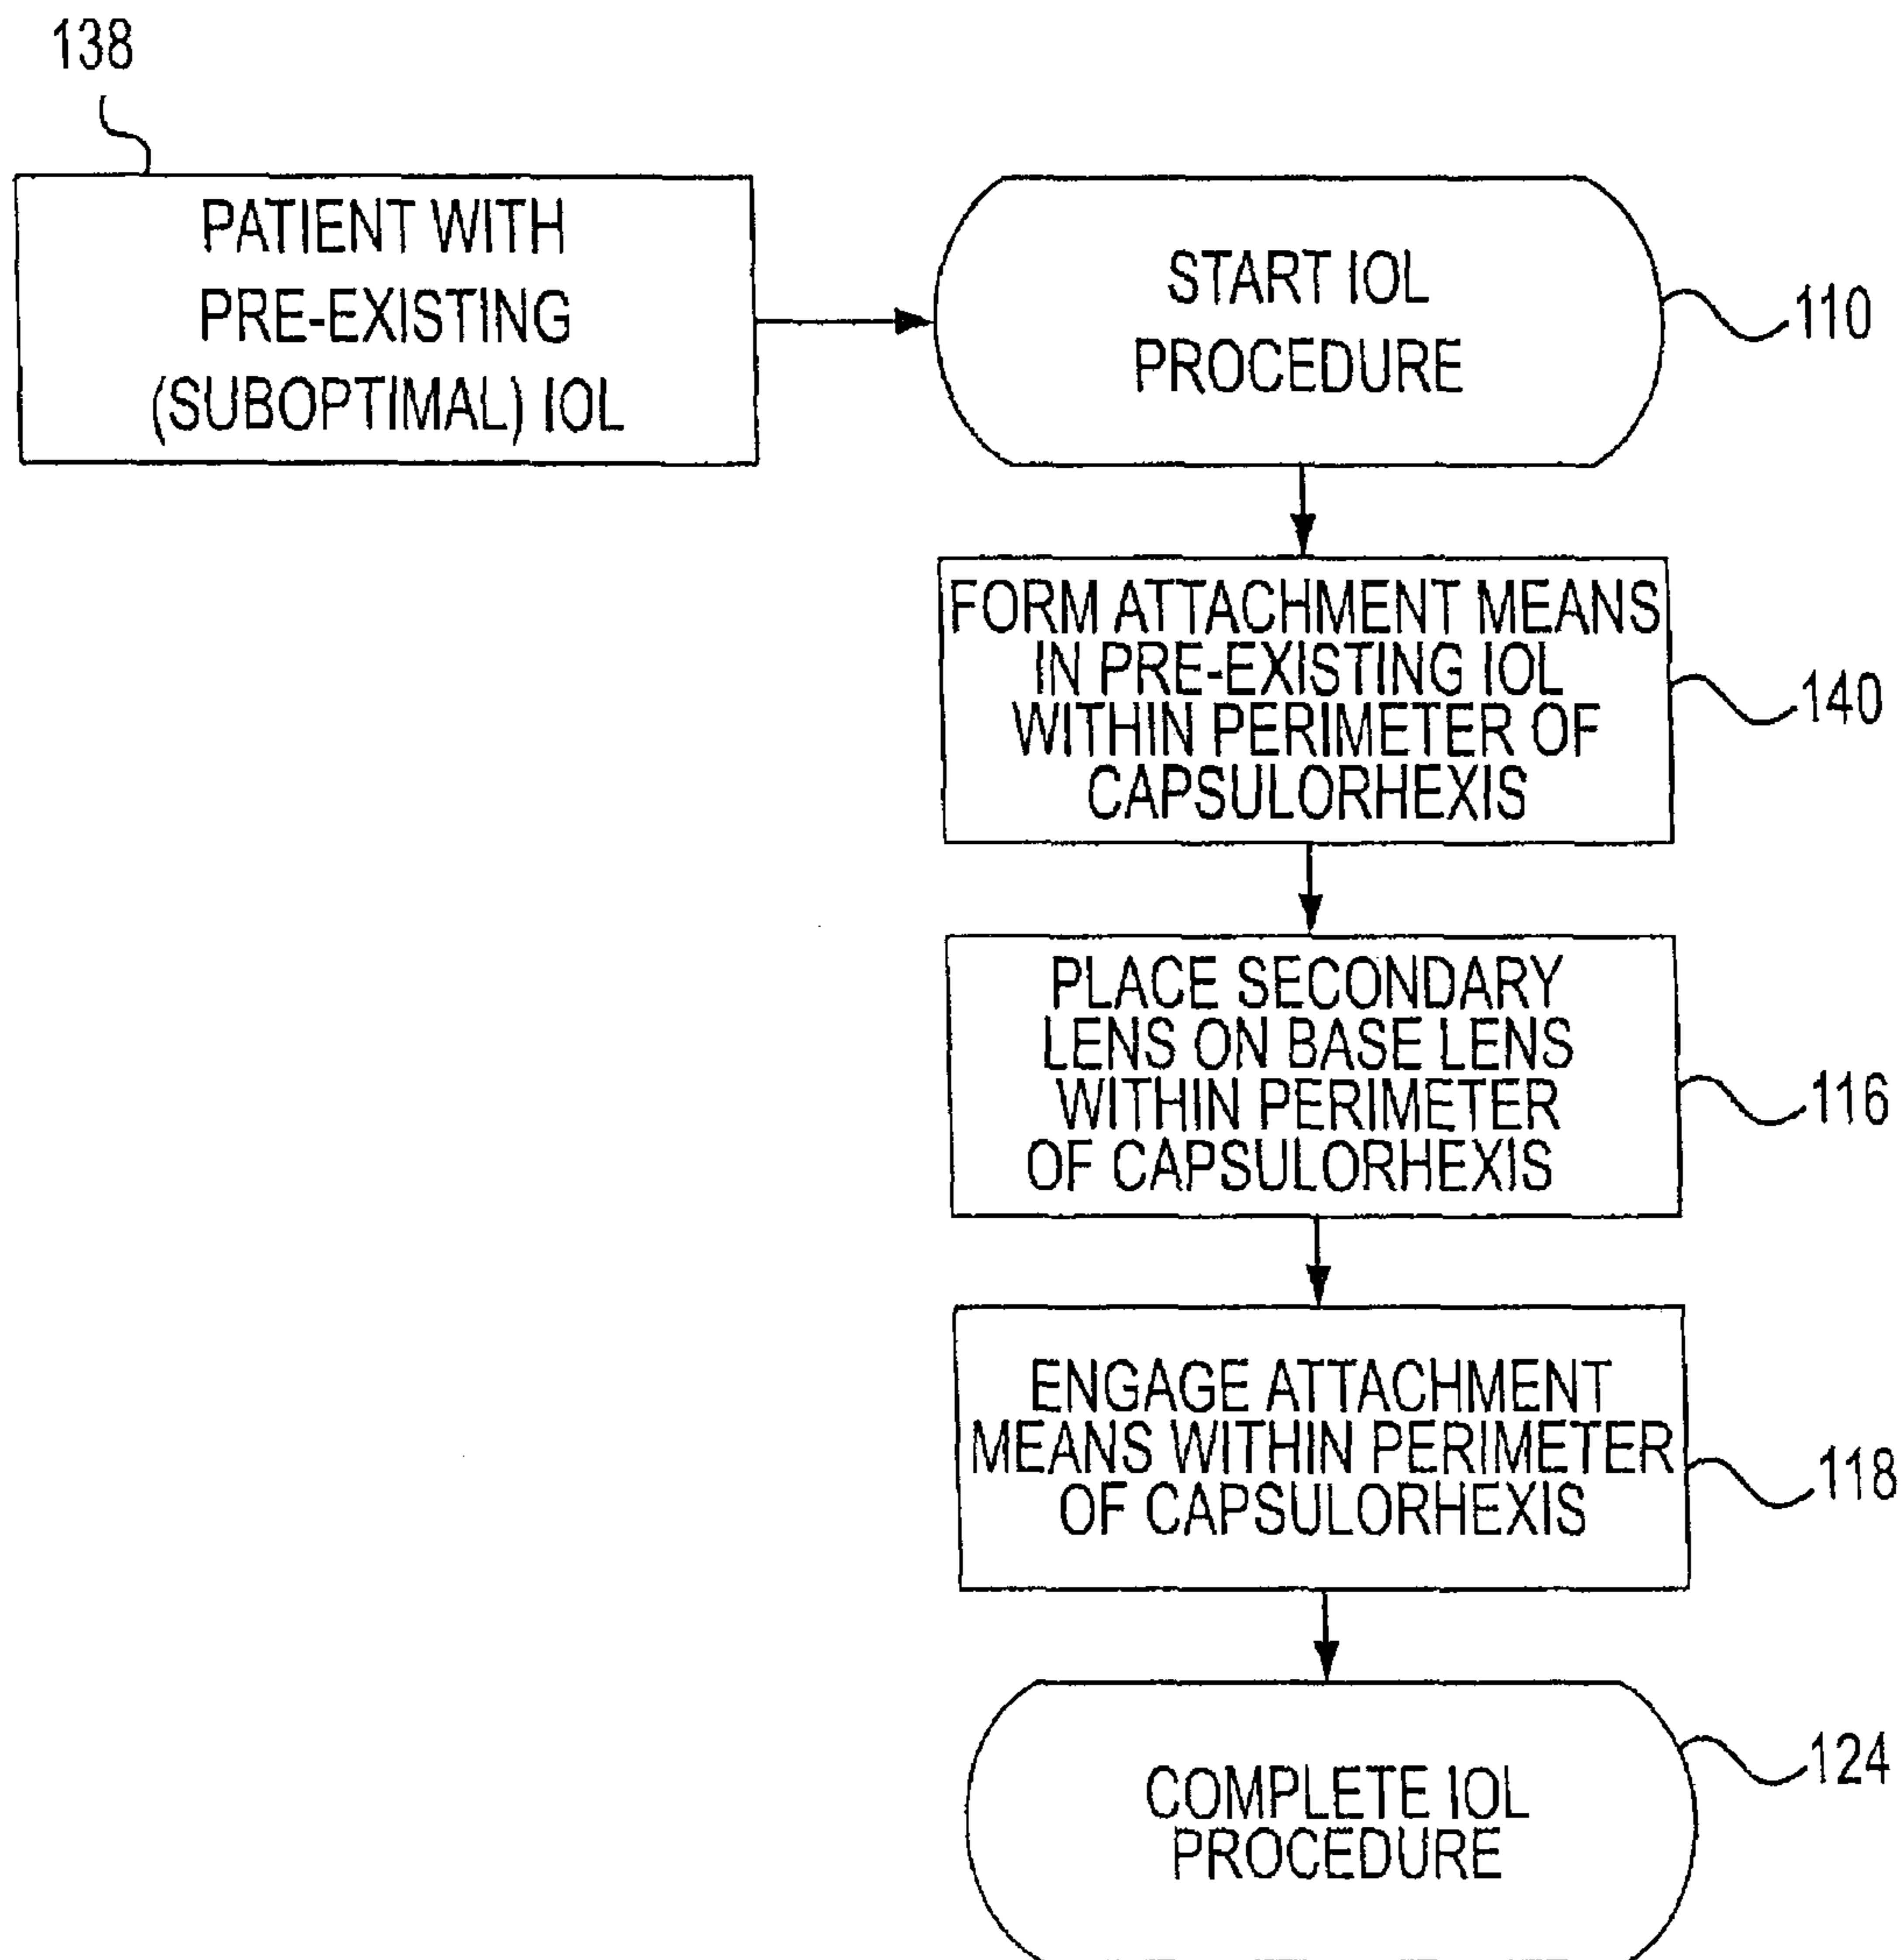 138
PATIENT WITH
PRE-EXISTING
(SUBOPTIMAL) IOL
START IOL
PROCEDURE
110
FORM ATTACHMENT MEANS
IN PRE-EXISTING IOL
WITHIN PERIMETER OF
CAPSULORHEXIS
140
PLACE SECONDARY
LENS ON BASE LENS
WITHIN PERIMETER
OF CAPSULORHEXIS
116
ENGAGE ATTACHMENT
MEANS WITHIN PERIMETER
OF CAPSULORHEXIS
118
COMPLETE IOL
PROCEDURE
124